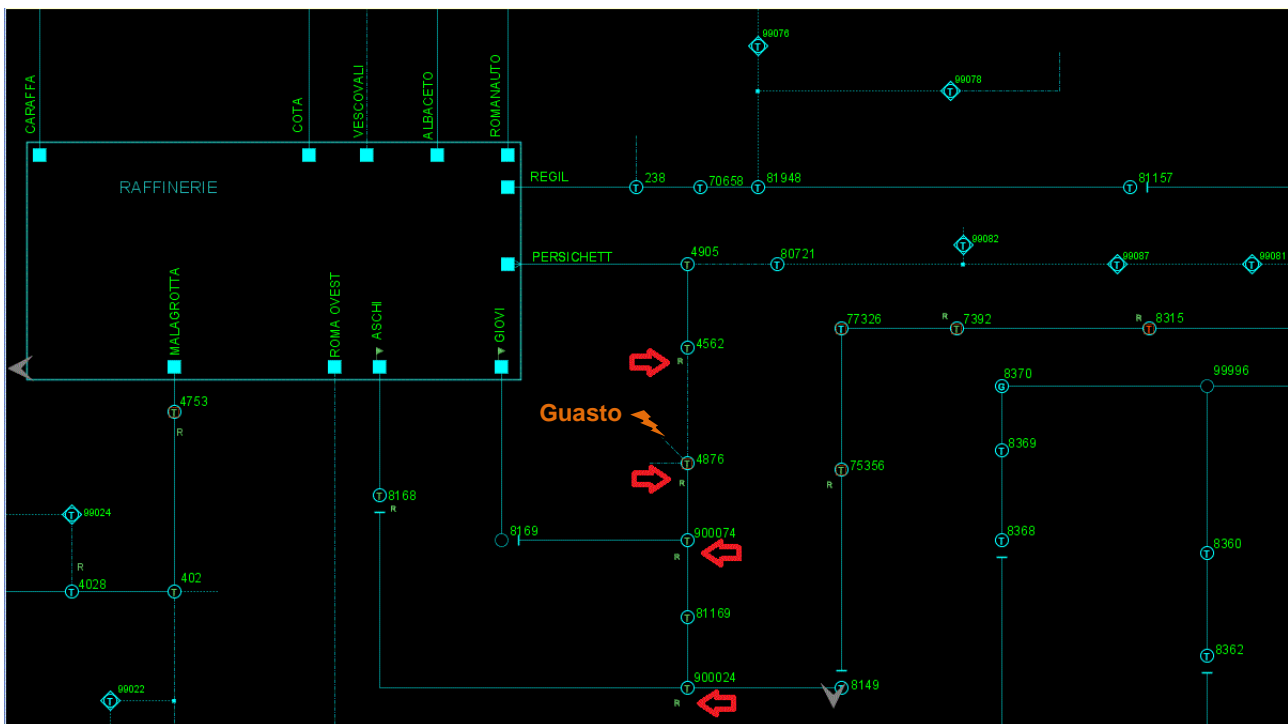 99076
99078
CARAFFA
COTA
VESCOVALI
ALBACETO
ROMANAUTO
RAFFINERIE
REGIL
238
70658
81948
81157
PERSICHETT
4905
80721
99082
99087
99081
MALAGROTTA
ROMA OVEST
ASCHI
GIOVI
77326
R
7392
R
8315
4562
R
8370
99996
4753
R
Guasto
8369
4876
R
75356
R
8168
R
99024
8169
900074
R
8368
8360
R
4028
402
81169
8362
99022
900024
R
8149
T
G